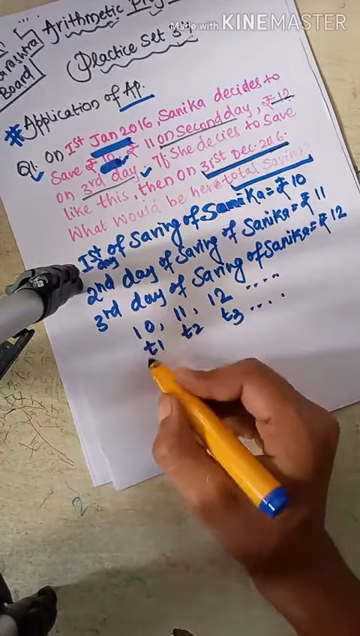 Made with KINEMASTER
Arithmetic
Board
Practice Set 3.4
# Application of Ap.
Q1: On 1st Jan 2016, Sanika decides to
Save ₹ 10, ₹ 11 on Second day, ₹ 12
on 3rd day. If She decies to Save
like this, then on 31st Dec. 2016.
What would be here total Saving?
1st day of Saving of Sanika = ₹ 10
2nd day of Saving of Sanika = ₹ 11
3rd day of Saving of Sanika = ₹ 12
10, 11, 12 ....
t1 t2 t3 ....